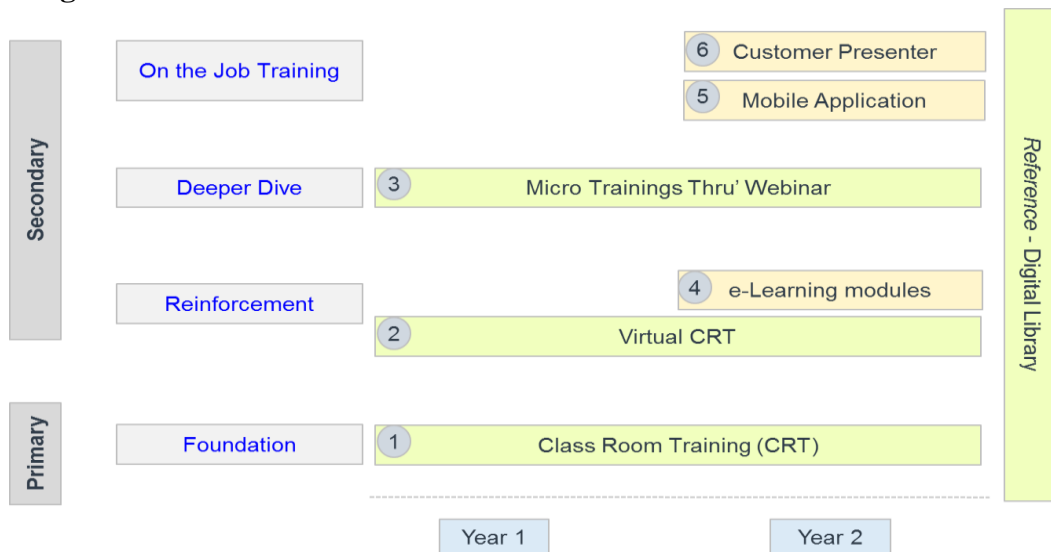 Secondary
On the Job Training
6 Customer Presenter
5 Mobile Application
Deeper Dive
3 Micro Trainings Thru' Webinar
Reinforcement
4 e-Learning modules
2 Virtual CRT
Primary
Foundation
1 Class Room Training (CRT)
Year 1
Year 2
Reference - Digital Library